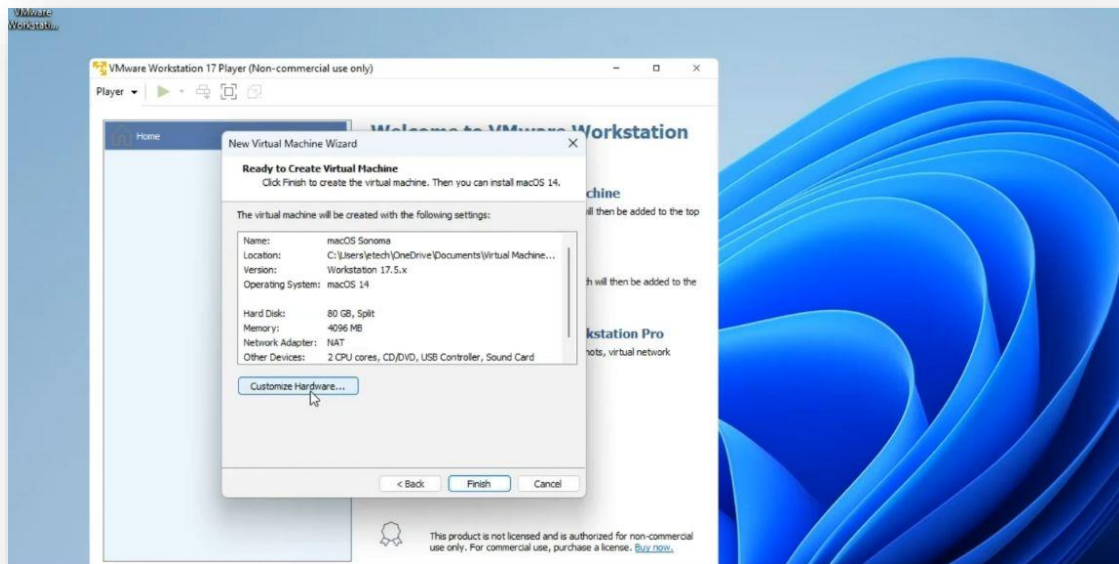 VMware
Workstati...
VMware Workstation 17 Player (Non-commercial use only)
Player
Home
Welcome to VMware Workstation
New Virtual Machine Wizard
Ready to Create Virtual Machine
Click Finish to create the virtual machine. Then you can install macOS 14.
chine
ill then be added to the top
The virtual machine will be created with the following settings:
Name: macOS Sonoma
Location: C:\Users\etech\OneDrive\Documents\Virtual Machine...
Version: Workstation 17.5.x
Operating System: macOS 14
h will then be added to the
Hard Disk: 80 GB, Split
Memory: 4096 MB
kstation Pro
Network Adapter: NAT
hots, virtual network
Other Devices: 2 CPU cores, CD/DVD, USB Controller, Sound Card
Customize Hardware...
< Back
Finish
Cancel
This product is not licensed and is authorized for non-commercial
use only. For commercial use, purchase a license. Buy now.